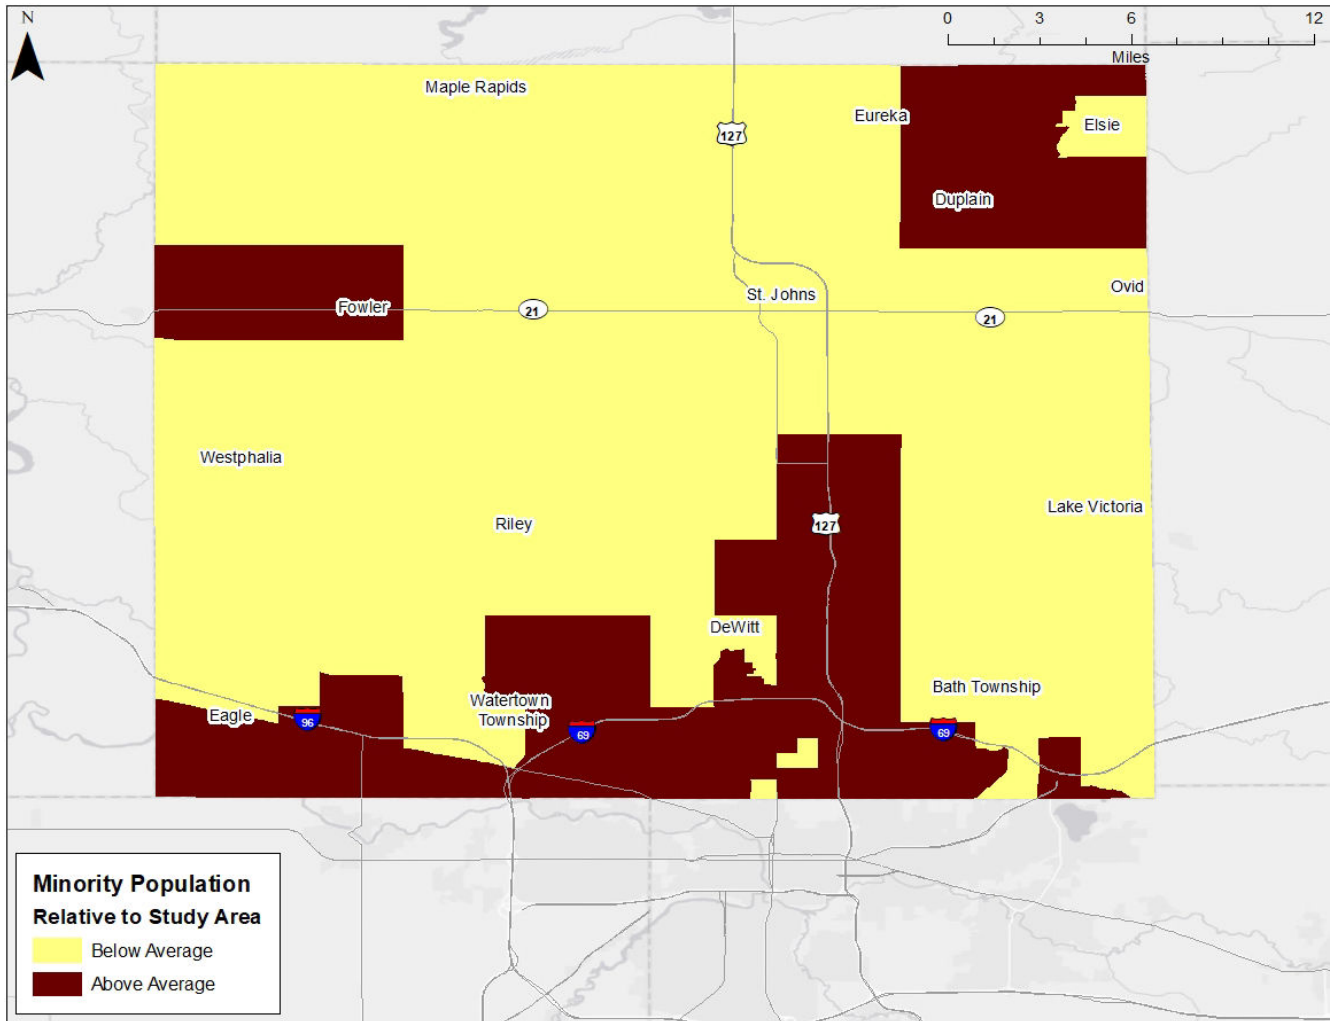 N
0 3 6 12
Miles
Maple Rapids
Eureka
127
Elsie
Duplain
Ovid
St. Johns
Fowler
21
21
Westphalia
Lake Victoria
Riley
127
DeWitt
Bath Township
Watertown
Township
Eagle
96
69
69
Minority Population
Relative to Study Area
Below Average
Above Average